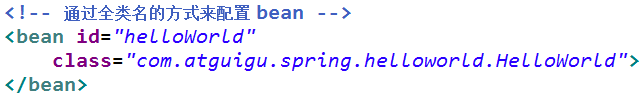 <!-- 通过全类名的方式来配置 bean -->
<bean id="helloWorld"
    class="com.atguigu.spring.helloworld.HelloWorld">
</bean>